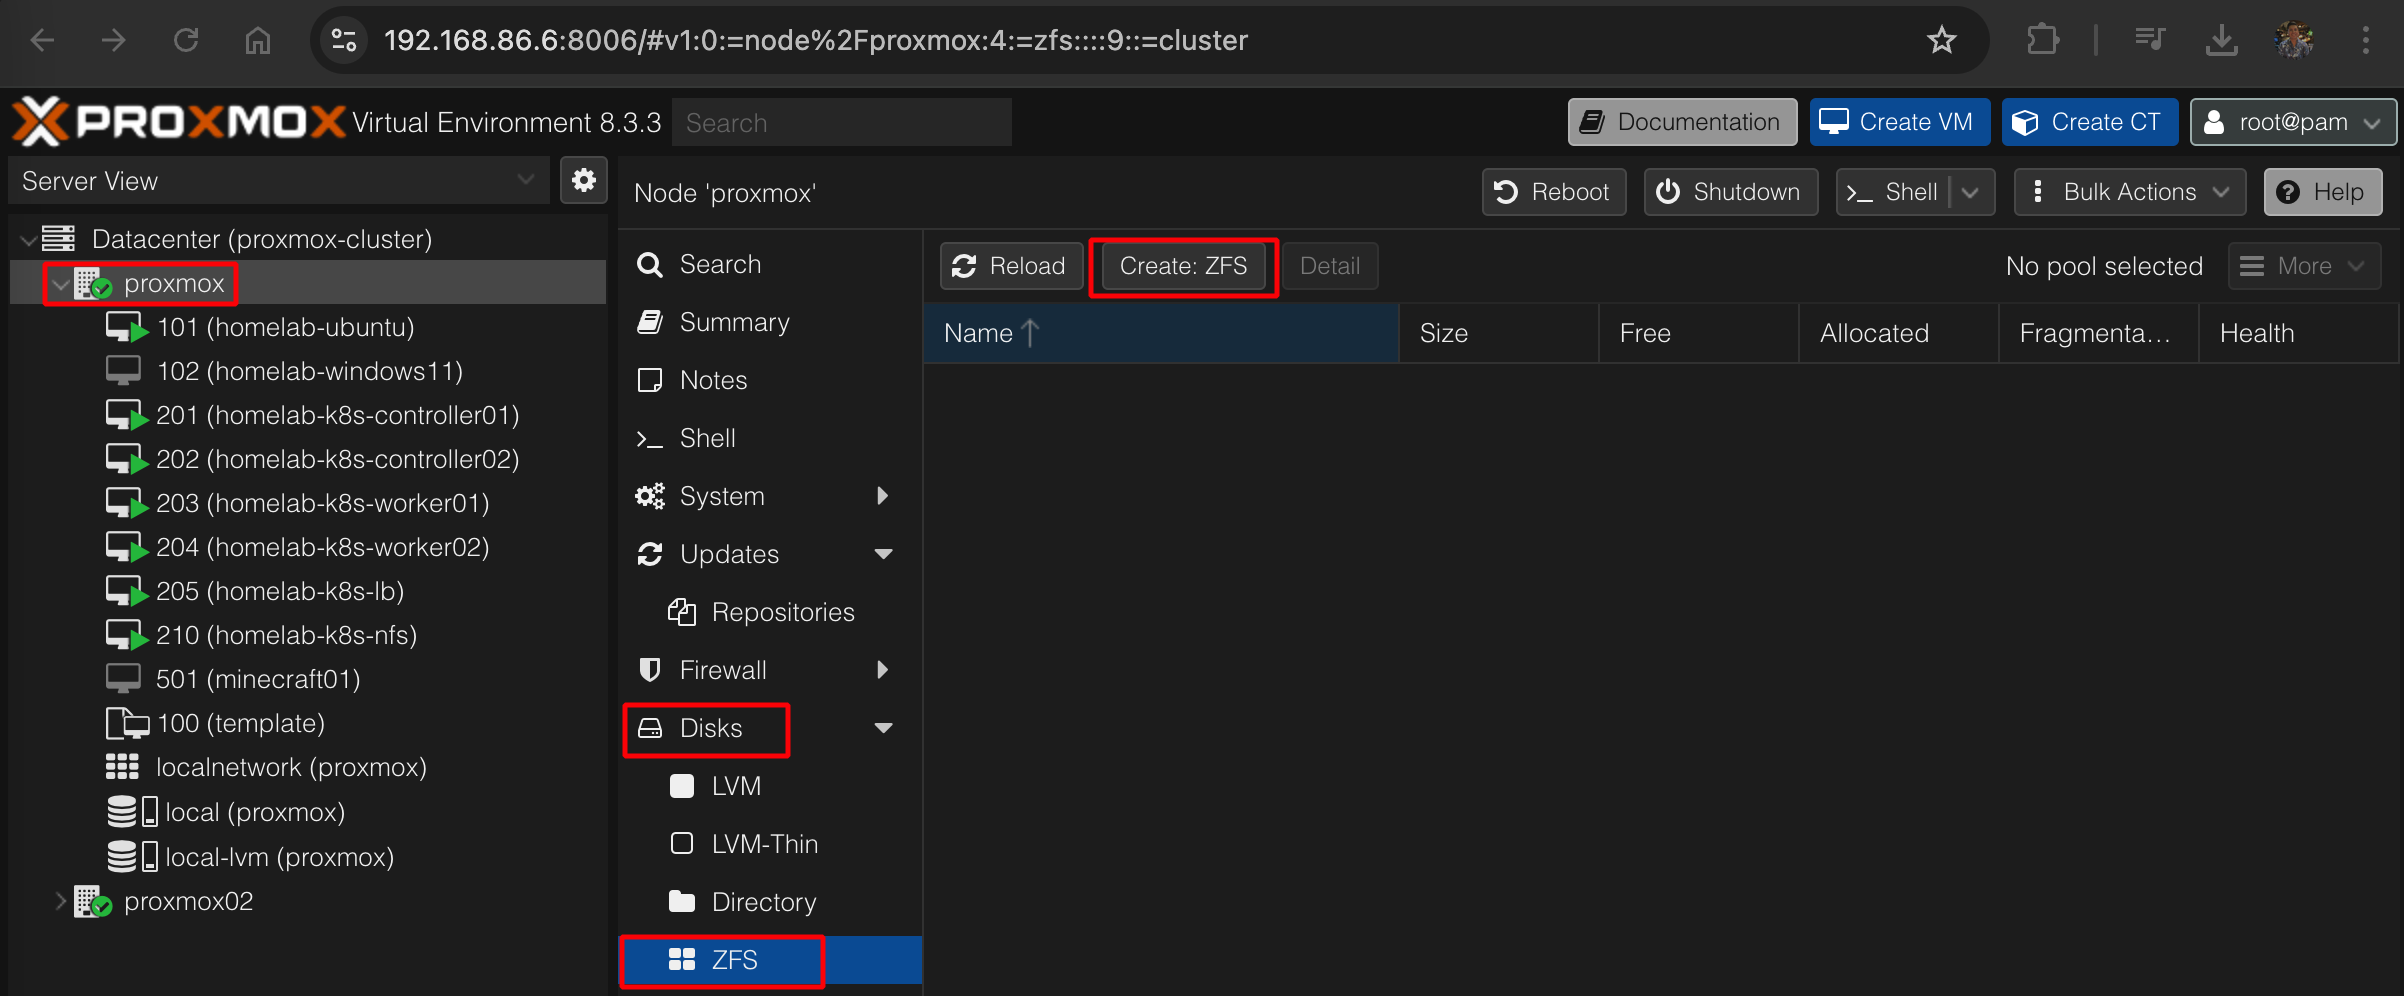 192.168.86.6:8006/#v1:0:=node%2Fproxmox:4:=zfs::::9::=cluster
PROXMOX Virtual Environment 8.3.3 Search Documentation Create VM Create CT root@pam
Server View
Node 'proxmox' Reboot Shutdown Shell Bulk Actions Help
Datacenter (proxmox-cluster)
proxmox
101 (homelab-ubuntu)
102 (homelab-windows11)
201 (homelab-k8s-controller01)
202 (homelab-k8s-controller02)
203 (homelab-k8s-worker01)
204 (homelab-k8s-worker02)
205 (homelab-k8s-lb)
210 (homelab-k8s-nfs)
501 (minecraft01)
100 (template)
localnetwork (proxmox)
local (proxmox)
local-lvm (proxmox)
proxmox02
Search
Summary
Notes
Shell
System
Updates
Repositories
Firewall
Disks
LVM
LVM-Thin
Directory
ZFS
Reload Create: ZFS Detail No pool selected More
Name Size Free Allocated Fragmenta... Health